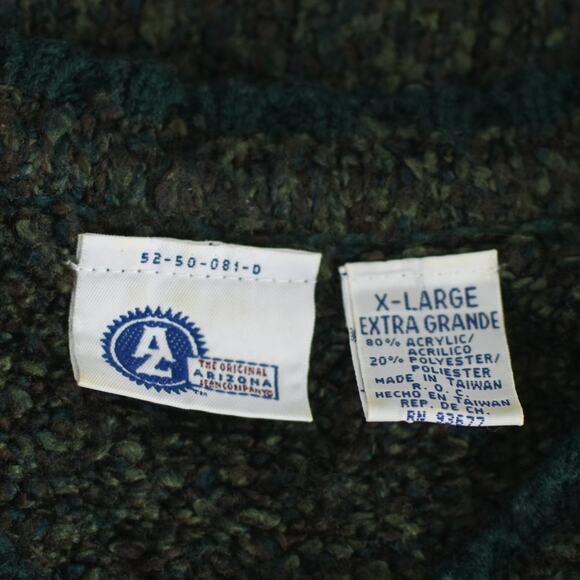 52-50-081-D
AZ
THE ORIGINAL
ARIZONA
JEAN COMPANY
TM
X-LARGE
EXTRA GRANDE
80% ACRYLIC/
ACRILICO
20% POLYESTER/
POLIESTER
MADE IN TAIWAN
R. O. C.
HECHO EN TAIWAN
REP. DE CH.
RN 93677